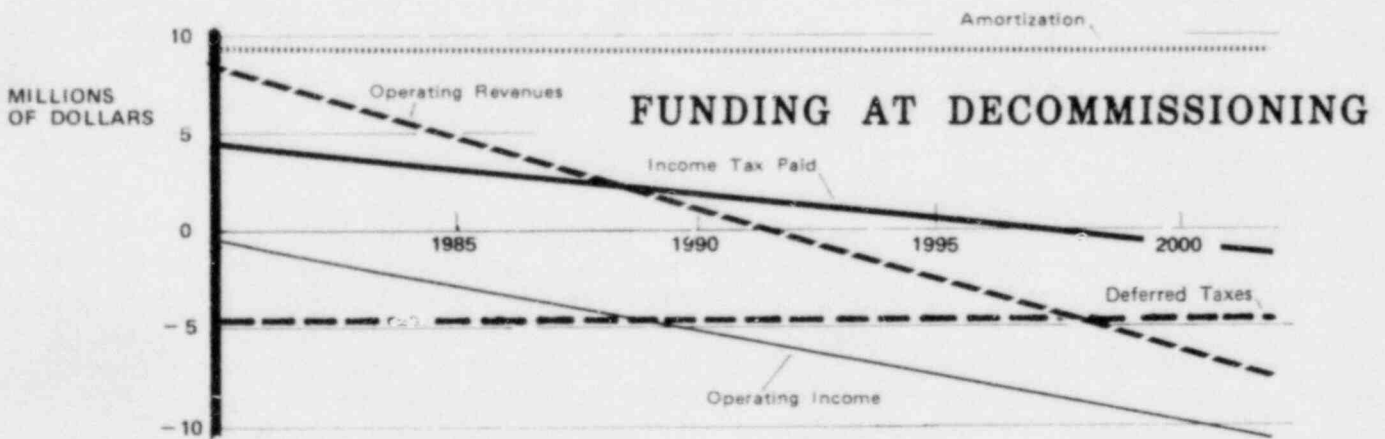 Amortization
10
MILLIONS
OF DOLLARS
Operating Revenues
FUNDING AT DECOMMISSIONING
5
Income Tax Paid
0
1985 1990 1995 2000
Deferred Taxes
-5
Operating Income
-10